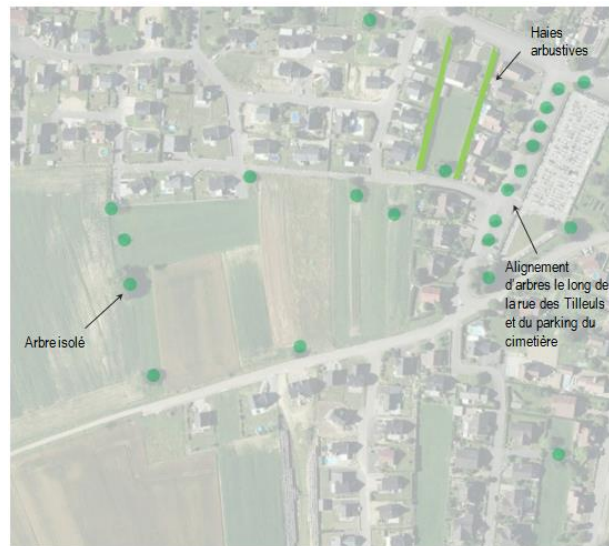 Haies
arbustives
Alignement
d'arbres le long de
la rue des Tilleuls
et du parking du
cimetière
Arbre isolé